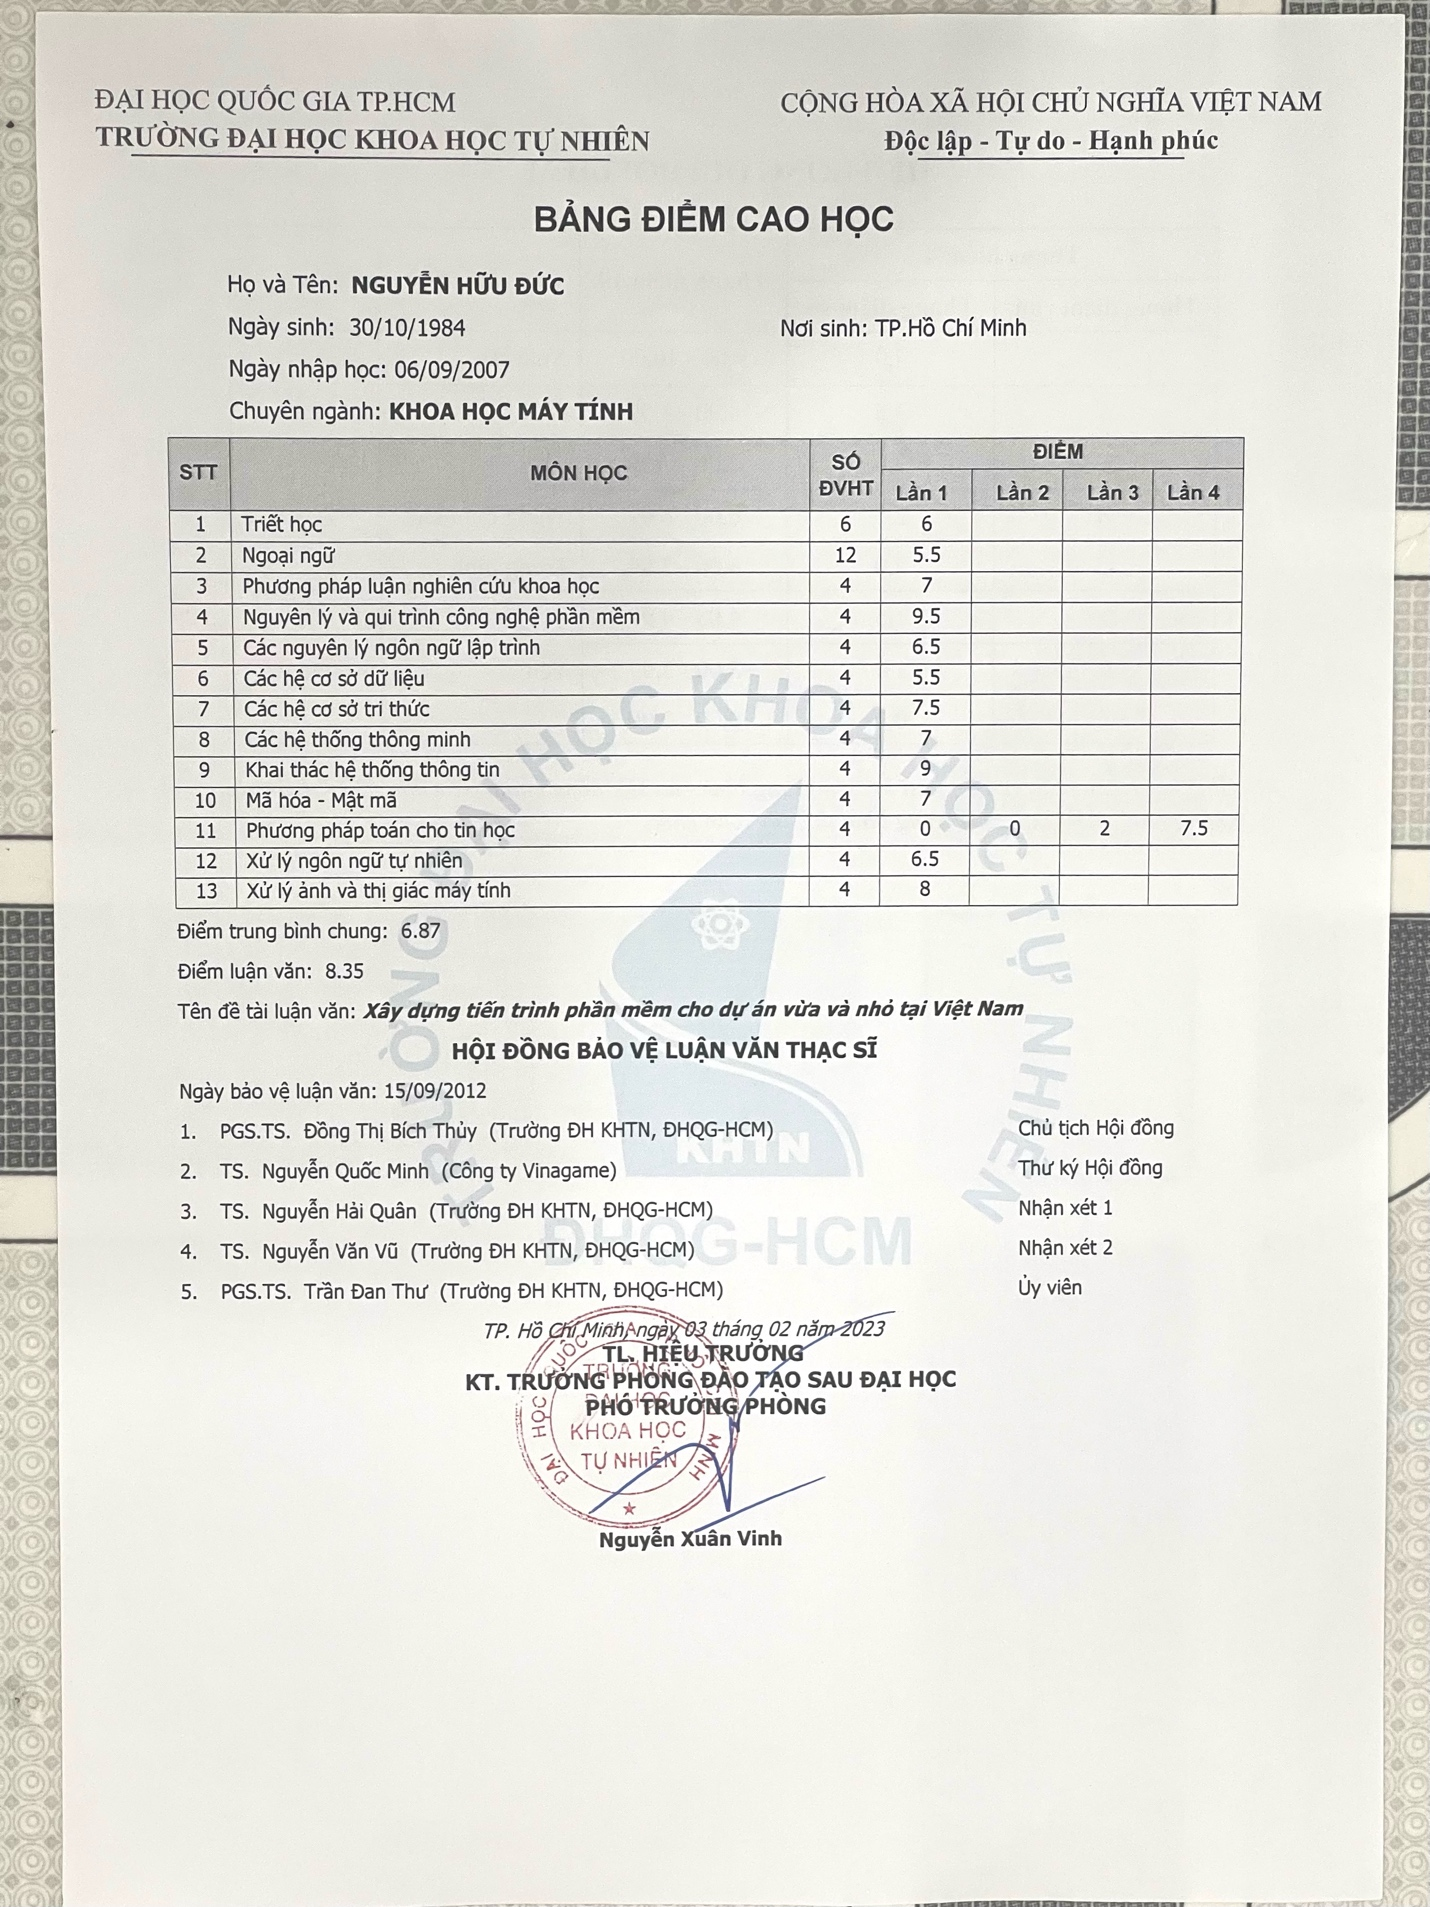 ĐẠI HỌC QUỐC GIA TP.HCM
TRƯỜNG ĐẠI HỌC KHOA HỌC TỰ NHIÊN
CỘNG HÒA XÃ HỘI CHỦ NGHĨA VIỆT NAM
Độc lập - Tự do - Hạnh phúc
BẢNG ĐIỂM CAO HỌC
Họ và Tên: NGUYỄN HỮU ĐỨC
Ngày sinh: 30/10/1984 Nơi sinh: TP.Hồ Chí Minh
Ngày nhập học: 06/09/2007
Chuyên ngành: KHOA HỌC MÁY TÍNH
STT MÔN HỌC SỐ ĐVHT ĐIỂM
Lần 1 Lần 2 Lần 3 Lần 4
1 Triết học 6 6
2 Ngoại ngữ 12 5.5
3 Phương pháp luận nghiên cứu khoa học 4 7
4 Nguyên lý và qui trình công nghệ phần mềm 4 9.5
5 Các nguyên lý ngôn ngữ lập trình 4 6.5
6 Các hệ cơ sở dữ liệu 4 5.5
7 Các hệ cơ sở tri thức 4 7.5
8 Các hệ thống thông minh 4 7
9 Khai thác hệ thống thông tin 4 9
10 Mã hóa - Mật mã 4 7
11 Phương pháp toán cho tin học 4 0 0 2 7.5
12 Xử lý ngôn ngữ tự nhiên 4 6.5
13 Xử lý ảnh và thị giác máy tính 4 8
Điểm trung bình chung: 6.87
Điểm luận văn: 8.35
Tên đề tài luận văn: Xây dựng tiến trình phần mềm cho dự án vừa và nhỏ tại Việt Nam
HỘI ĐỒNG BẢO VỆ LUẬN VĂN THẠC SĨ
Ngày bảo vệ luận văn: 15/09/2012
1. PGS.TS. Đồng Thị Bích Thủy (Trường ĐH KHTN, ĐHQG-HCM) Chủ tịch Hội đồng
2. TS. Nguyễn Quốc Minh (Công ty Vinagame) Thư ký Hội đồng
3. TS. Nguyễn Hải Quân (Trường ĐH KHTN, ĐHQG-HCM) Nhận xét 1
4. TS. Nguyễn Văn Vũ (Trường ĐH KHTN, ĐHQG-HCM) Nhận xét 2
5. PGS.TS. Trần Đan Thư (Trường ĐH KHTN, ĐHQG-HCM) Ủy viên
TP. Hồ Chí Minh, ngày 03 tháng 02 năm 2023
TL. HIỆU TRƯỞNG
KT. TRƯỞNG PHÒNG ĐÀO TẠO SAU ĐẠI HỌC
PHÓ TRƯỞNG PHÒNG
TRƯỜNG
ĐẠI HỌC
KHOA HỌC
TỰ NHIÊN
Nguyễn Xuân Vinh
TRƯỜNG ĐẠI HỌC KHOA HỌC TỰ NHIÊN
KHTN
ĐHQG-HCM